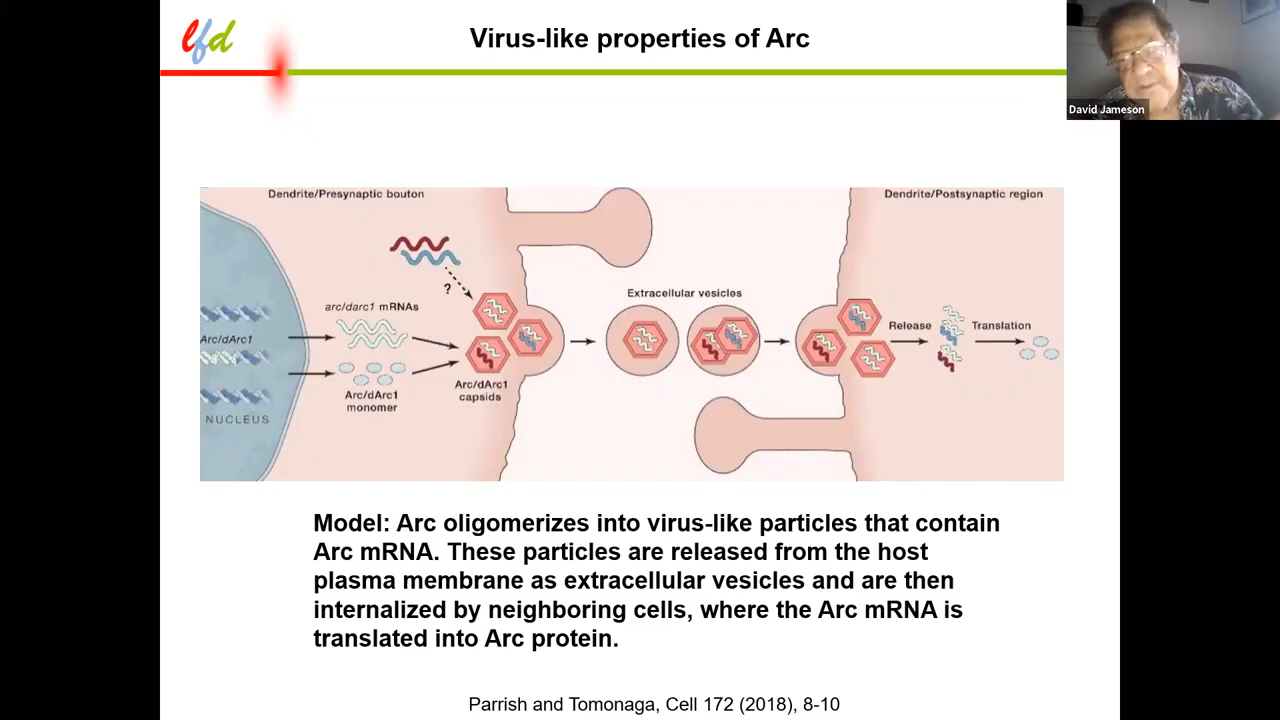 lfd
Virus-like properties of Arc
David Jameson
Dendrite/Presynaptic bouton
Dendrite/Postsynaptic region
?
Extracellular vesicles
arc/darc1 mRNAs
Release
Translation
Arc/dArc1
Arc/dArc1
capsids
Arc/dArc1
monomer
NUCLEUS
Model: Arc oligomerizes into virus-like particles that contain
Arc mRNA. These particles are released from the host
plasma membrane as extracellular vesicles and are then
internalized by neighboring cells, where the Arc mRNA is
translated into Arc protein.
Parrish and Tomonaga, Cell 172 (2018), 8-10